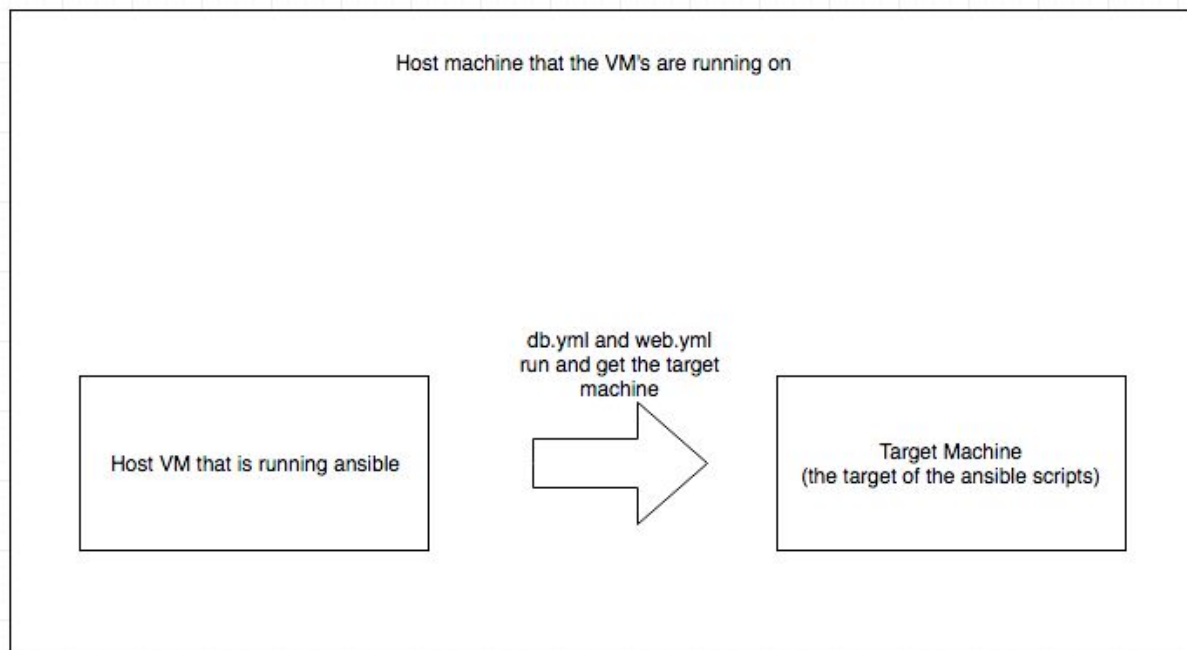 Host machine that the VM's are running on
db.yml and web.yml
run and get the target
machine
Host VM that is running ansible
Target Machine
(the target of the ansible scripts)